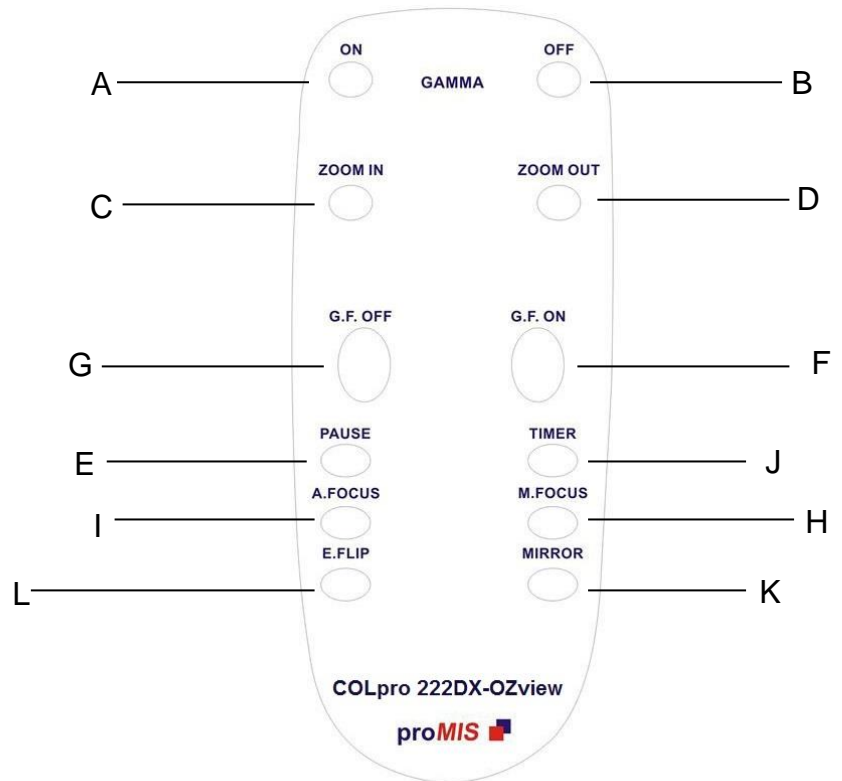 ON OFF
A GAMMA B
ZOOM IN ZOOM OUT
C D
G.F. OFF G.F. ON
G F
PAUSE TIMER
E J
A.FOCUS M.FOCUS
I H
E.FLIP MIRROR
L K
COLpro 222DX-OZview
proMIS